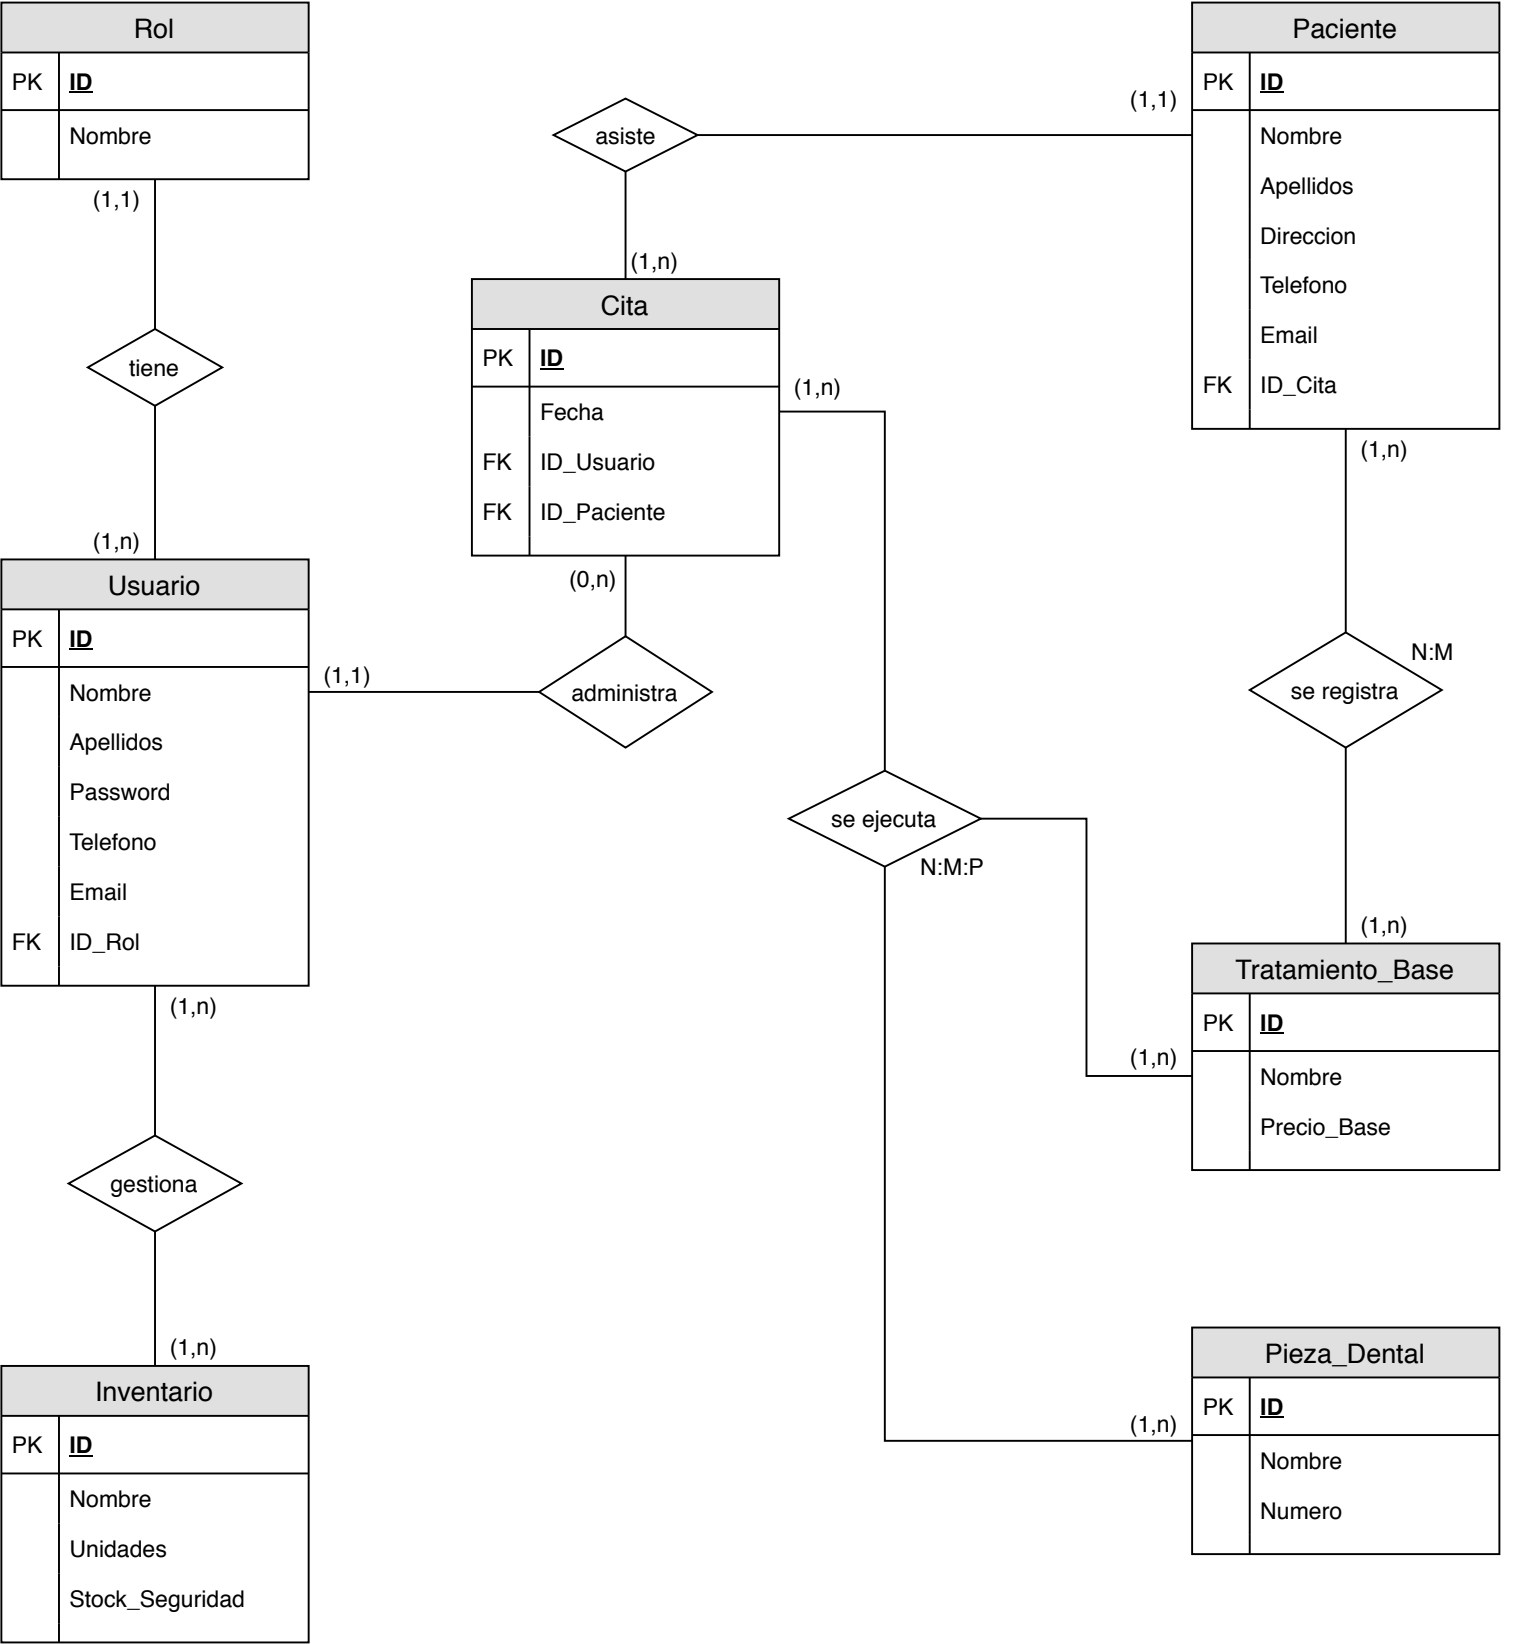 Rol
PK ID
Nombre
(1,1)
tiene
(1,n)
Usuario
PK ID
Nombre
Apellidos
Password
Telefono
Email
FK ID_Rol
(1,n)
gestiona
(1,n)
Inventario
PK ID
Nombre
Unidades
Stock_Seguridad
asiste
(1,1)
(1,n)
Cita
PK ID
Fecha
FK ID_Usuario
FK ID_Paciente
(1,n)
(0,n)
(1,1)
administra
se ejecuta
N:M:P
(1,n)
(1,n)
Paciente
PK ID
Nombre
Apellidos
Direccion
Telefono
Email
FK ID_Cita
(1,n)
N:M
se registra
(1,n)
Tratamiento_Base
PK ID
Nombre
Precio_Base
Pieza_Dental
PK ID
Nombre
Numero